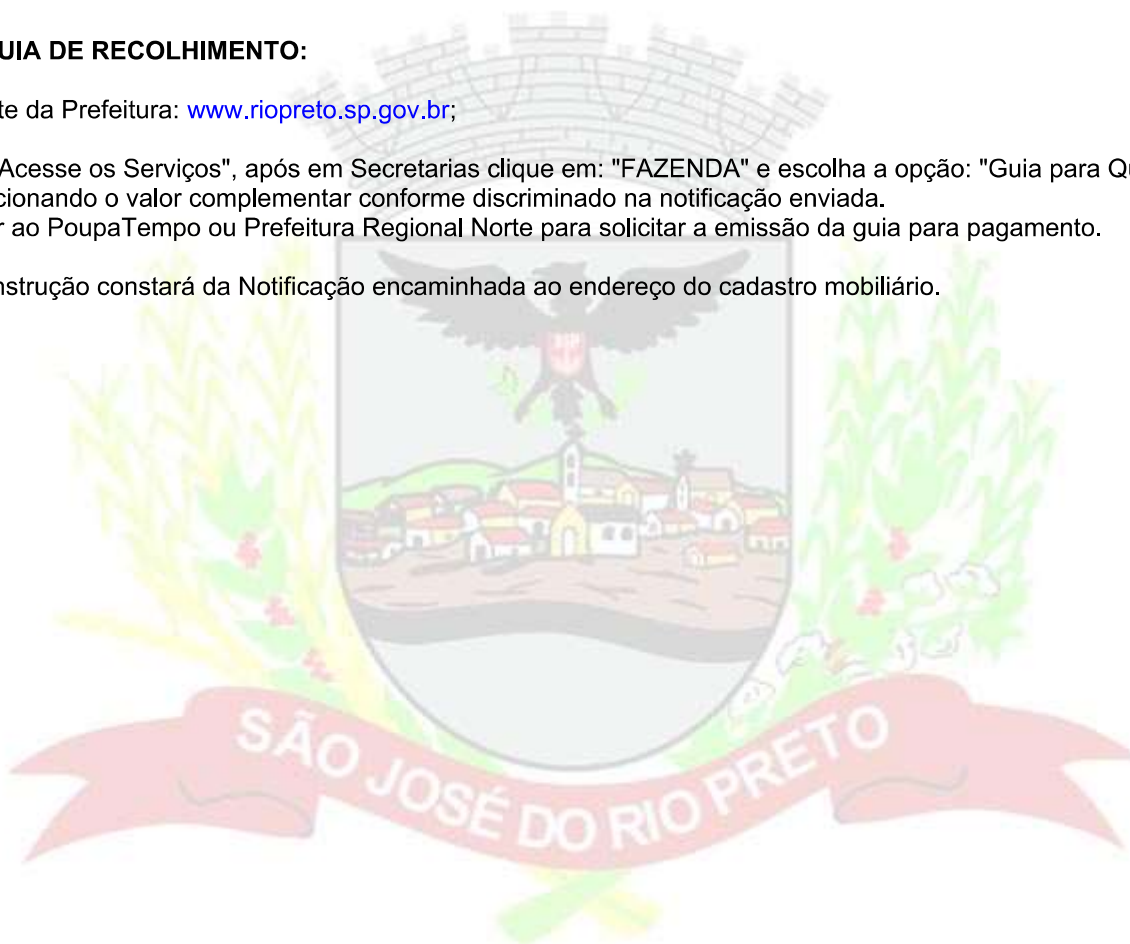 UIA DE RECOLHIMENTO:
te da Prefeitura: www.riopreto.sp.gov.br;
Acesse os Serviços", após em Secretarias clique em: "FAZENDA" e escolha a opção: "Guia para Qu
cionando o valor complementar conforme discriminado na notificação enviada.
r ao PoupaTempo ou Prefeitura Regional Norte para solicitar a emissão da guia para pagamento.
nstrução constará da Notificação encaminhada ao endereço do cadastro mobiliário.
SÃO JOSÉ DO RIO PRETO